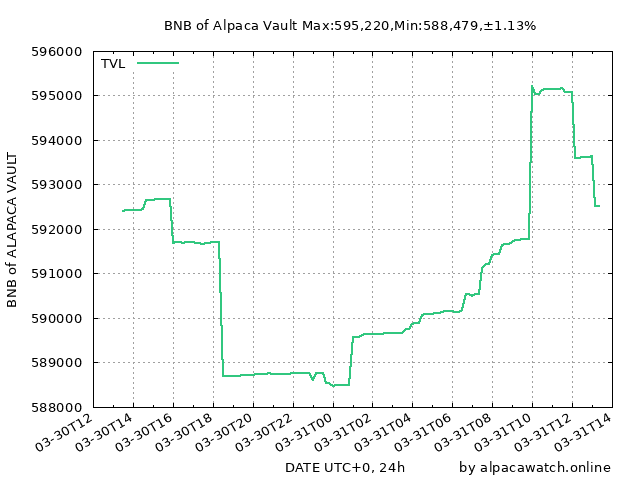 BNB of Alpaca Vault Max:595,220,Min:588,479,±1.13%
TVL
596000
595000
594000
593000
592000
591000
590000
589000
588000
BNB of ALAPACA VAULT
03-30T12
03-30T14
03-30T16
03-30T18
03-30T20
03-30T22
03-31T00
03-31T02
03-31T04
03-31T06
03-31T08
03-31T10
03-31T12
03-31T14
DATE UTC+0, 24h
by alpacawatch.online